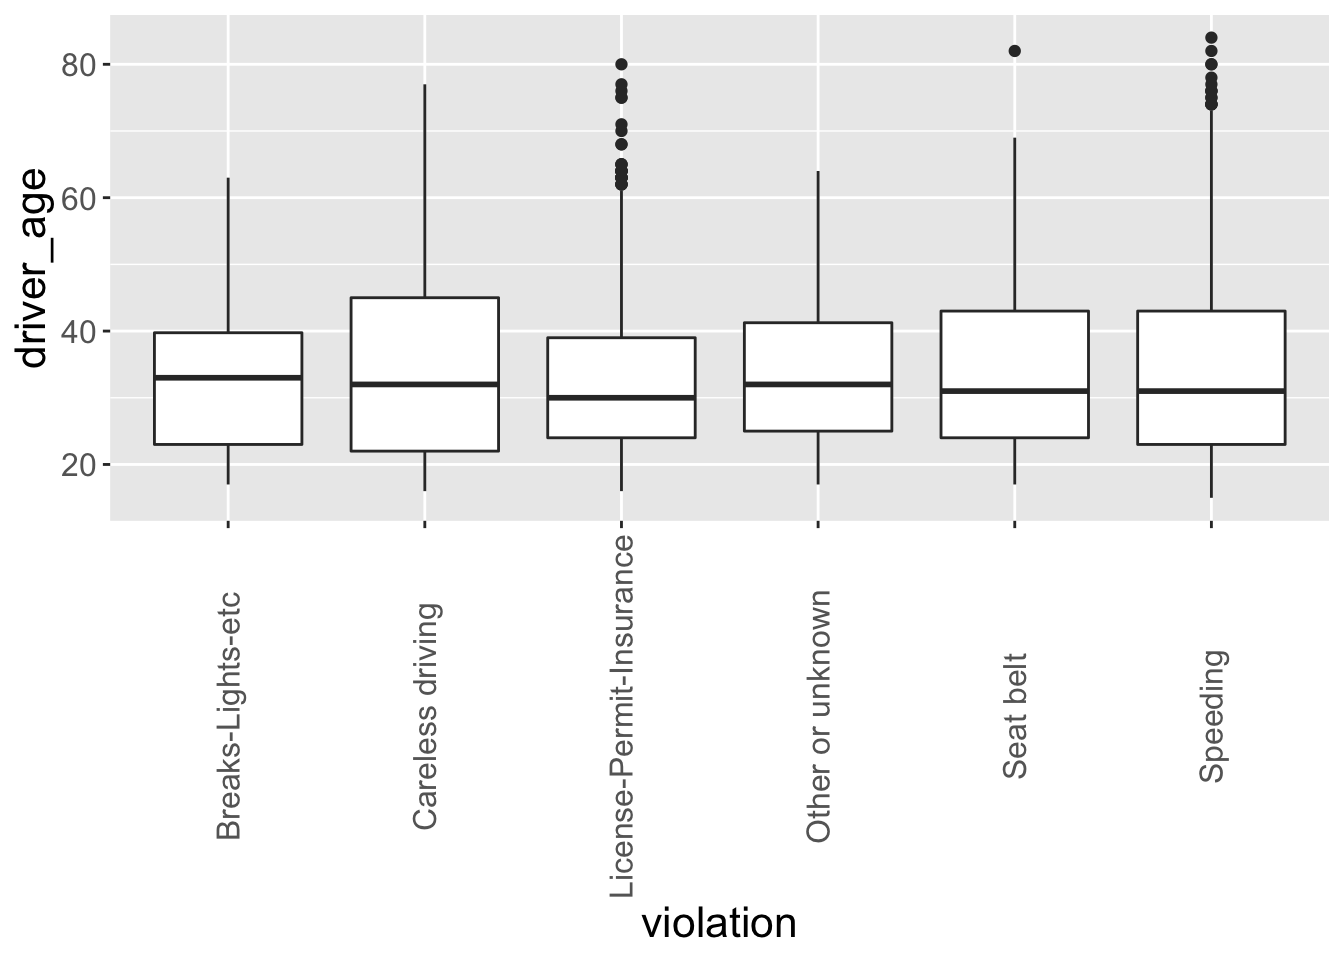 driver_age
80
60
40
20
Breaks-Lights-etc
Careless driving
License-Permit-Insurance
Other or unknown
Seat belt
Speeding
violation